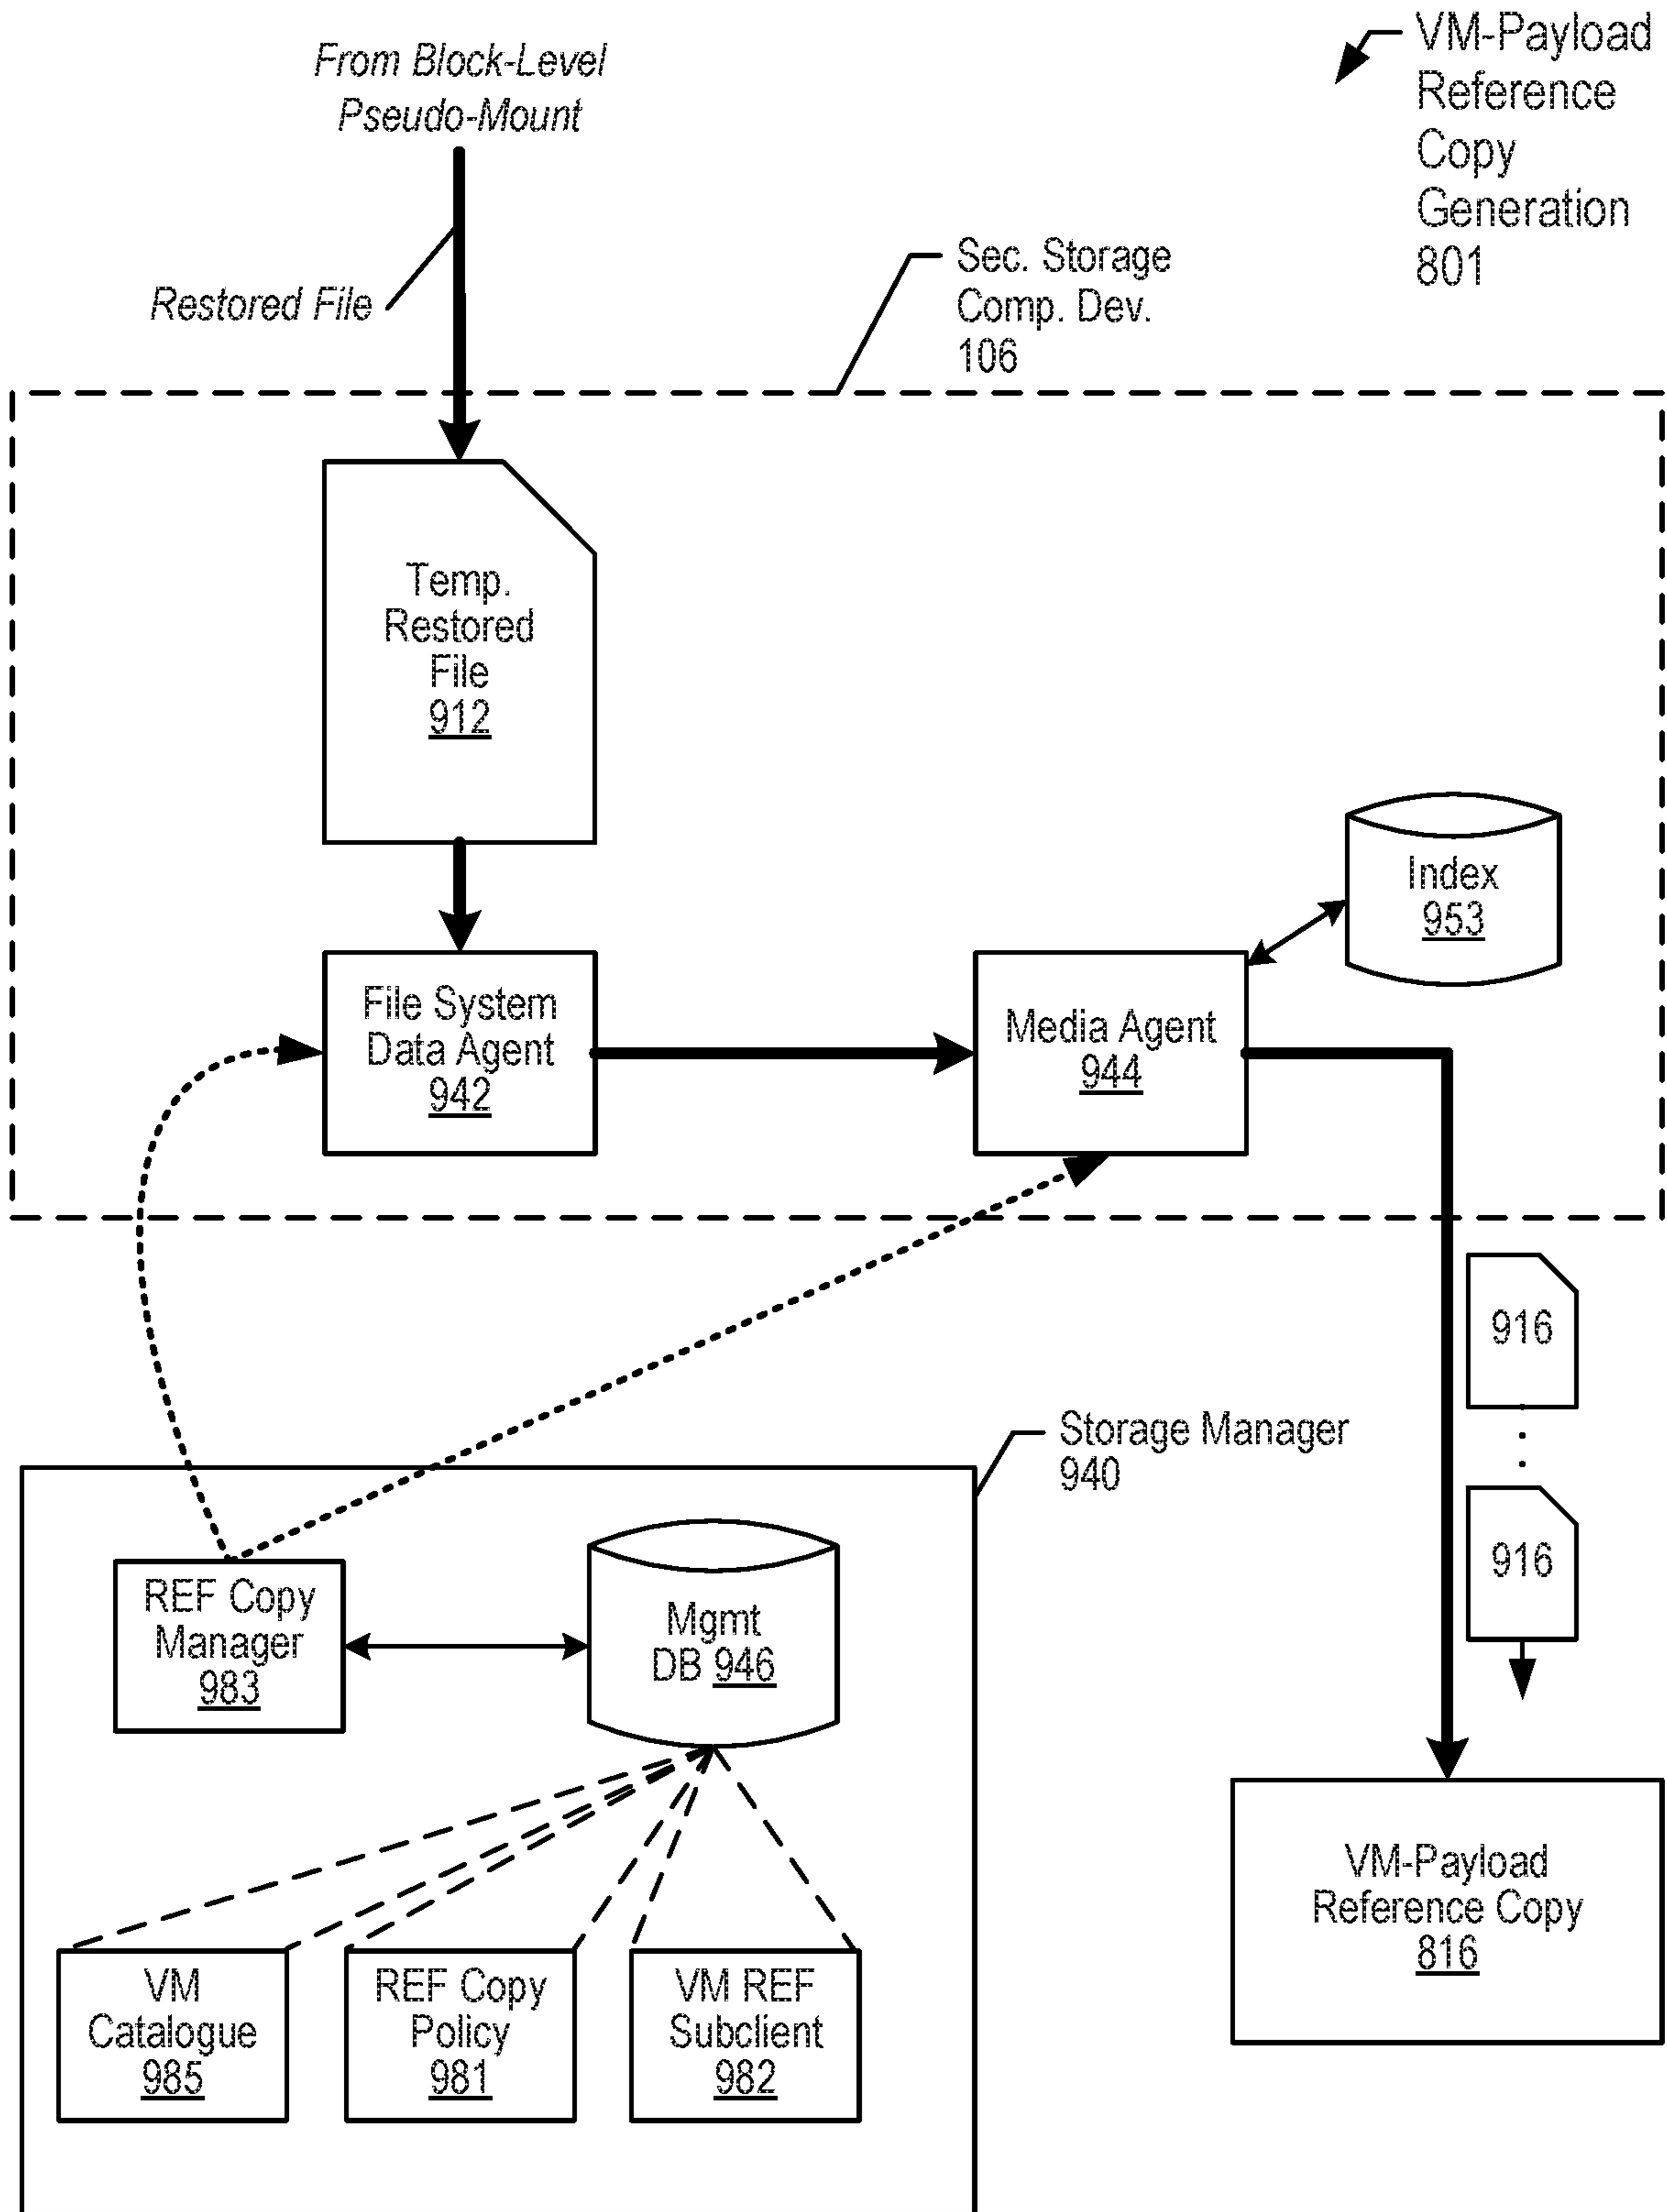 From Block-Level
Pseudo-Mount
VM-Payload
Reference
Copy
Generation
801
Restored File
Sec. Storage
Comp. Dev.
106
Temp.
Restored
File
912
Index
953
File System
Data Agent
942
Media Agent
944
916
916
Storage Manager
940
REF Copy
Manager
983
Mgmt
DB 946
VM
Catalogue
985
REF Copy
Policy
981
VM REF
Subclient
982
VM-Payload
Reference Copy
816